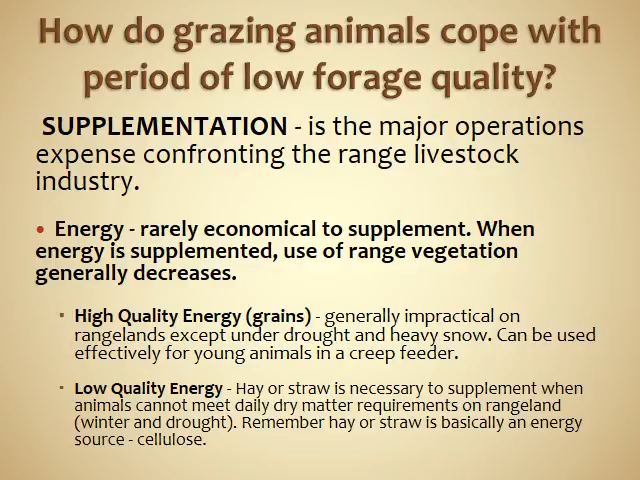 How do grazing animals cope with
period of low forage quality?
SUPPLEMENTATION - is the major operations
expense confronting the range livestock
industry.
• Energy - rarely economical to supplement. When
energy is supplemented, use of range vegetation
generally decreases.
• High Quality Energy (grains) - generally impractical on
rangelands except under drought and heavy snow. Can be used
effectively for young animals in a creep feeder.
• Low Quality Energy - Hay or straw is necessary to supplement when
animals cannot meet daily dry matter requirements on rangeland
(winter and drought). Remember hay or straw is basically an energy
source - cellulose.